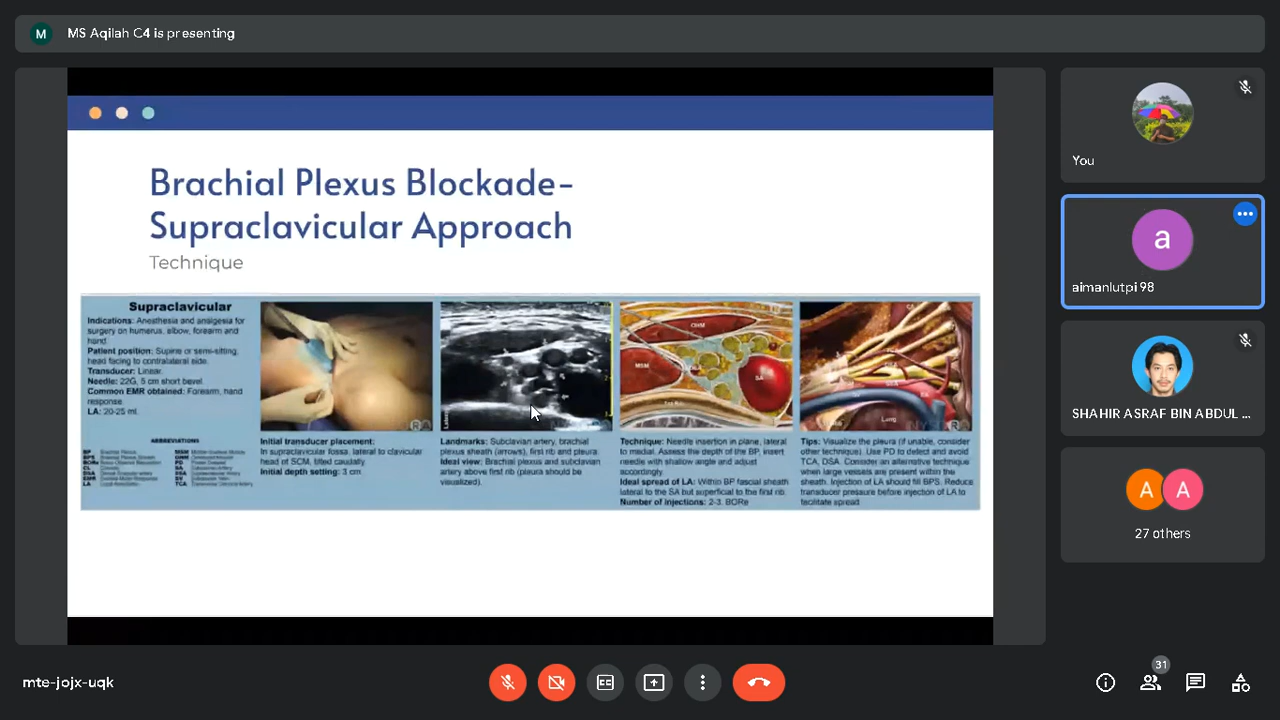 M
MS Aqilah C4 is presenting
Brachial Plexus Blockade-
Supraclavicular Approach
Technique
Supraclavicular
Indications: Anesthesia and analgesia for
surgery on humerus, elbow, forearm and
hand.
Patient position: Supine or semi-sitting,
head facing to contralateral side.
Transducer: Linear.
Needle: 22G, 5 cm short bevel.
Common EMR obtained: Forearm, hand
response.
LA: 20-25 ml.
ABBREVIATIONS
Initial transducer placement:
In supraclavicular fossa, lateral to clavicular
head of SCM, tilted caudally.
Initial depth setting: 3 cm
Landmarks: Subclavian artery, brachial
plexus sheath (arrows), first rib and pleura.
Ideal view: Brachial plexus and subclavian
artery above first rib (pleura should be
visualized).
MSM
SA
Technique: Needle insertion in plane, lateral
to medial. Assess the depth of the BP, insert
needle with shallow angle and adjust
accordingly.
Ideal spread of LA: Within BP fascial sheath
lateral to the SA but superficial to the first rib.
Number of injections: 2-3. BORe
Lung
Tips: Visualize the pleura (if unable, consider
other technique). Use PD to detect and avoid
TCA, DSA. Consider an alternative technique
when large vessels are present within the
sheath. Injection of LA should fill BPS. Reduce
transducer pressure before injection of LA to
facilitate spread.
You
a
aimanlutpi 98
SHAHIR ASRAF BIN ABDUL ...
A A
27 others
mte-jojx-uqk
31